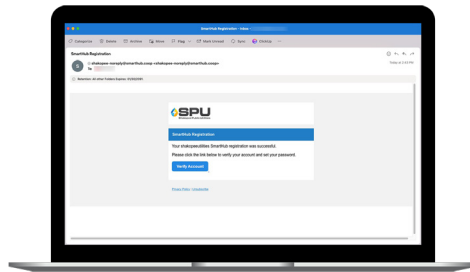 SmartHub Registration - Inbox
Categorize Delete Archive Move Flag Mark Unread Sync
SmartHub Registration
shakopee-noreply@smarthub.coop <shakopee-noreply@smarthub.coop>
To
S
SPU
SmartHub Registration
Your shakopeeutilities SmartHub registration was successful.
Please click the link below to verify your account and set your password.
Verify Account
Privacy Policy | Unsubscribe